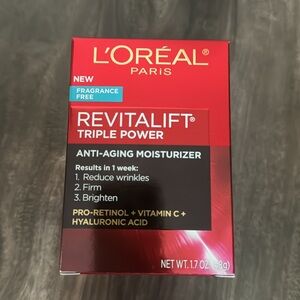 L'ORÉAL®
PARIS
NEW
FRAGRANCE
FREE
REVITALIFT®
TRIPLE POWER
ANTI-AGING MOISTURIZER
Results in 1 week:
1. Reduce wrinkles
2. Firm
3. Brighten
PRO-RETINOL + VITAMIN C +
HYALURONIC ACID
NET WT. 1.7 OZ